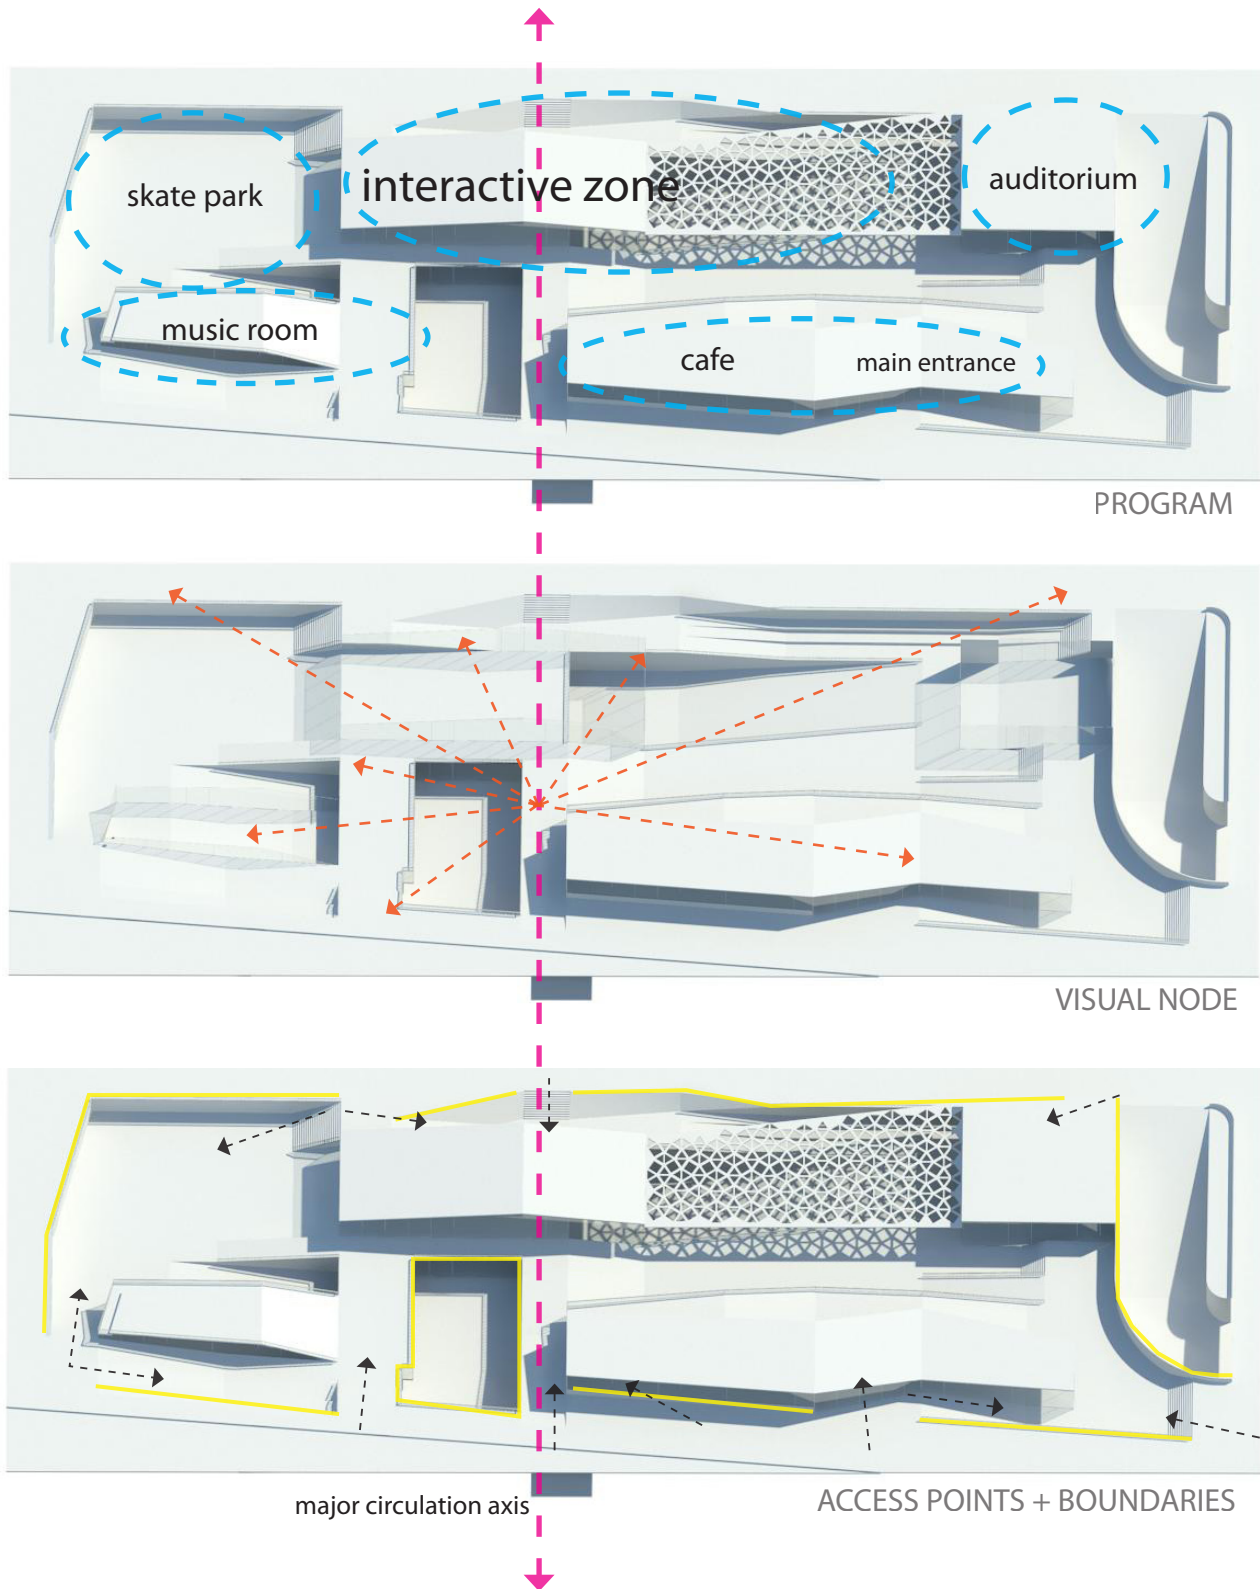 skate park
interactive zone
auditorium
music room
cafe
main entrance
PROGRAM
VISUAL NODE
major circulation axis
ACCESS POINTS + BOUNDARIES